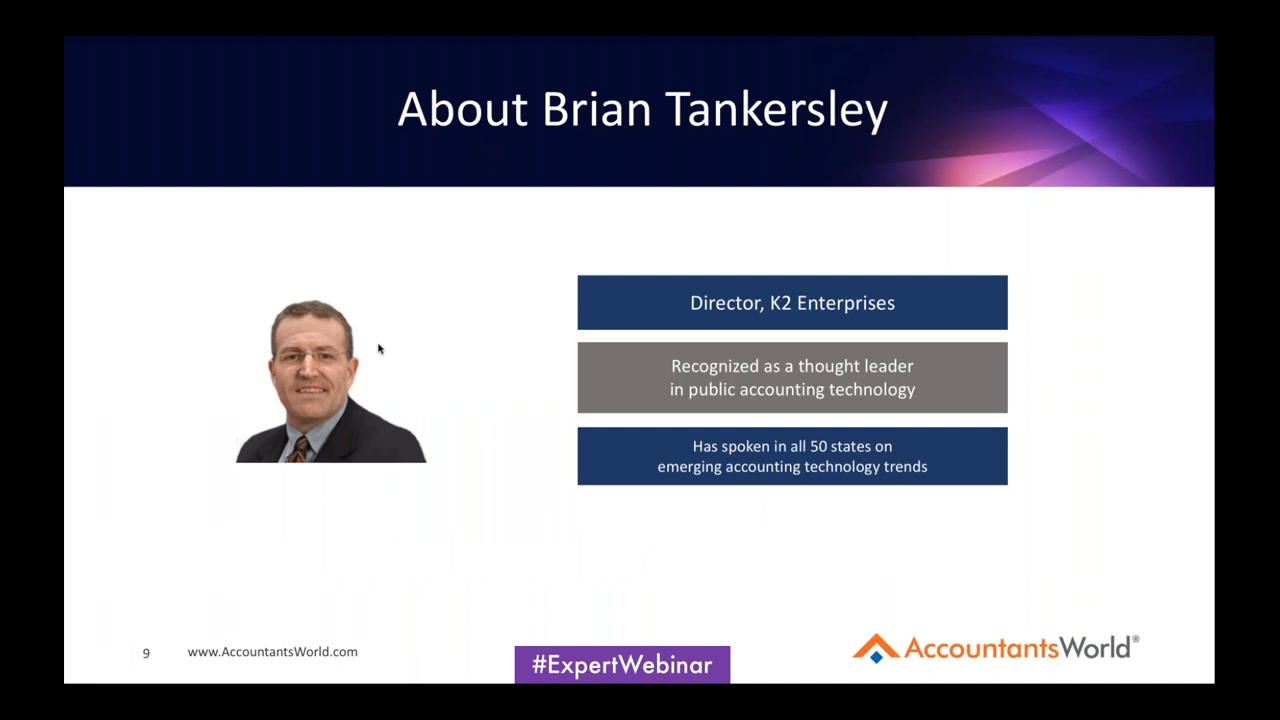 About Brian Tankersley
Director, K2 Enterprises
Recognized as a thought leader
in public accounting technology
Has spoken in all 50 states on
emerging accounting technology trends
9
www.AccountantsWorld.com
#ExpertWebinar
AccountantsWorld®